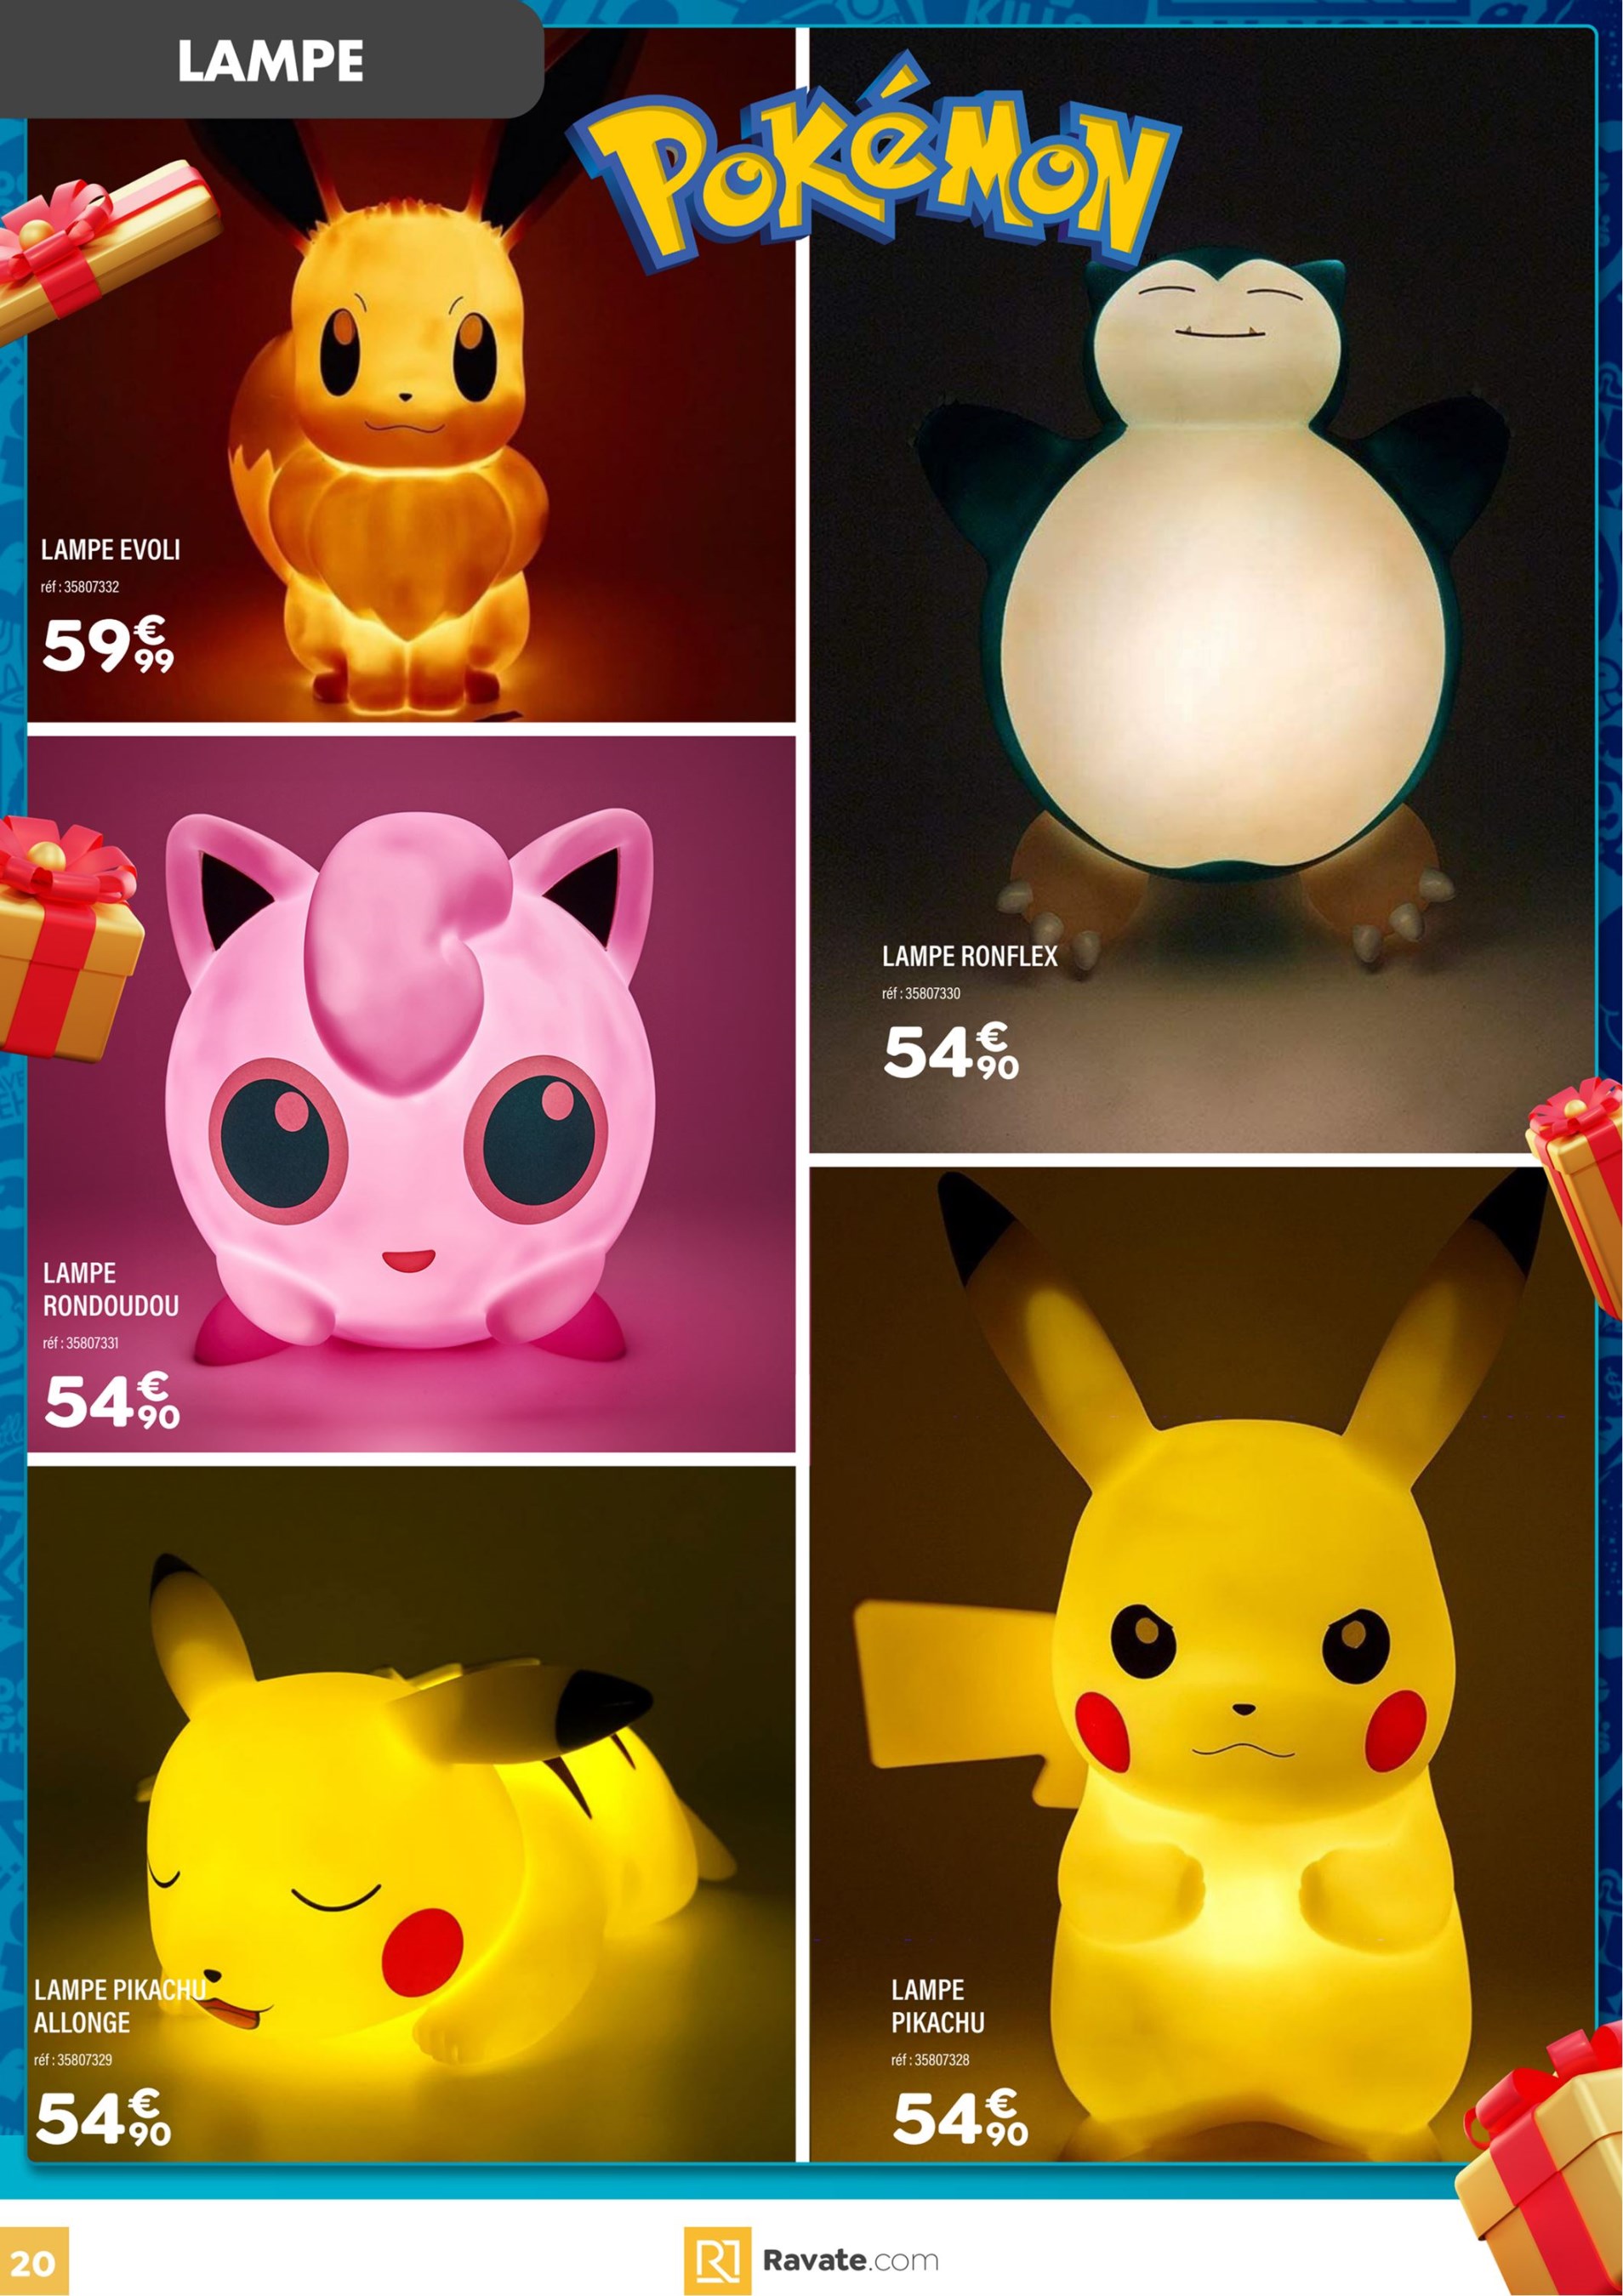 LAMPE
POKéMON
LAMPE EVOLI
réf : 35807332
59€99
LAMPE RONFLEX
réf : 35807330
54€90
LAMPE
RONDOUDOU
réf : 35807331
54€90
LAMPE PIKACHU
ALLONGE
réf : 35807329
54€90
LAMPE
PIKACHU
réf : 35807328
54€90
20
Ravate.com